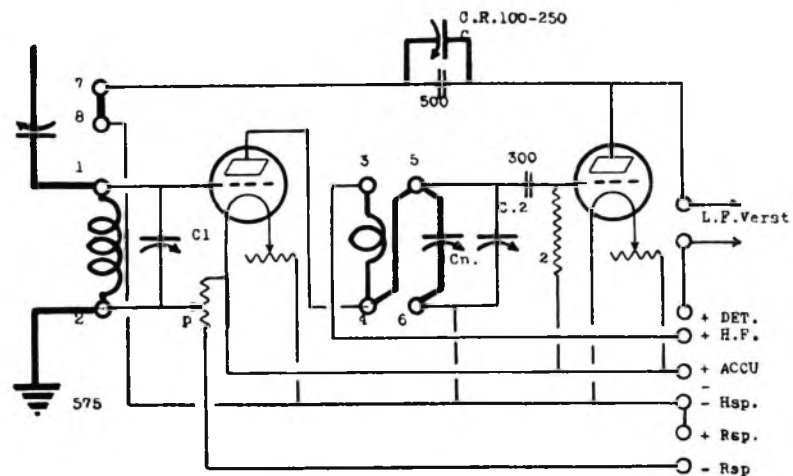 C.R.100-250
7
500
8
1
3
5
300
L.F.Verst
C1
Cn.
C.2
2
2
P
4
6
+ DET.
+ H.F.
+ ACCU
-
- Hsp.
575
+ Rsp.
- Rsp